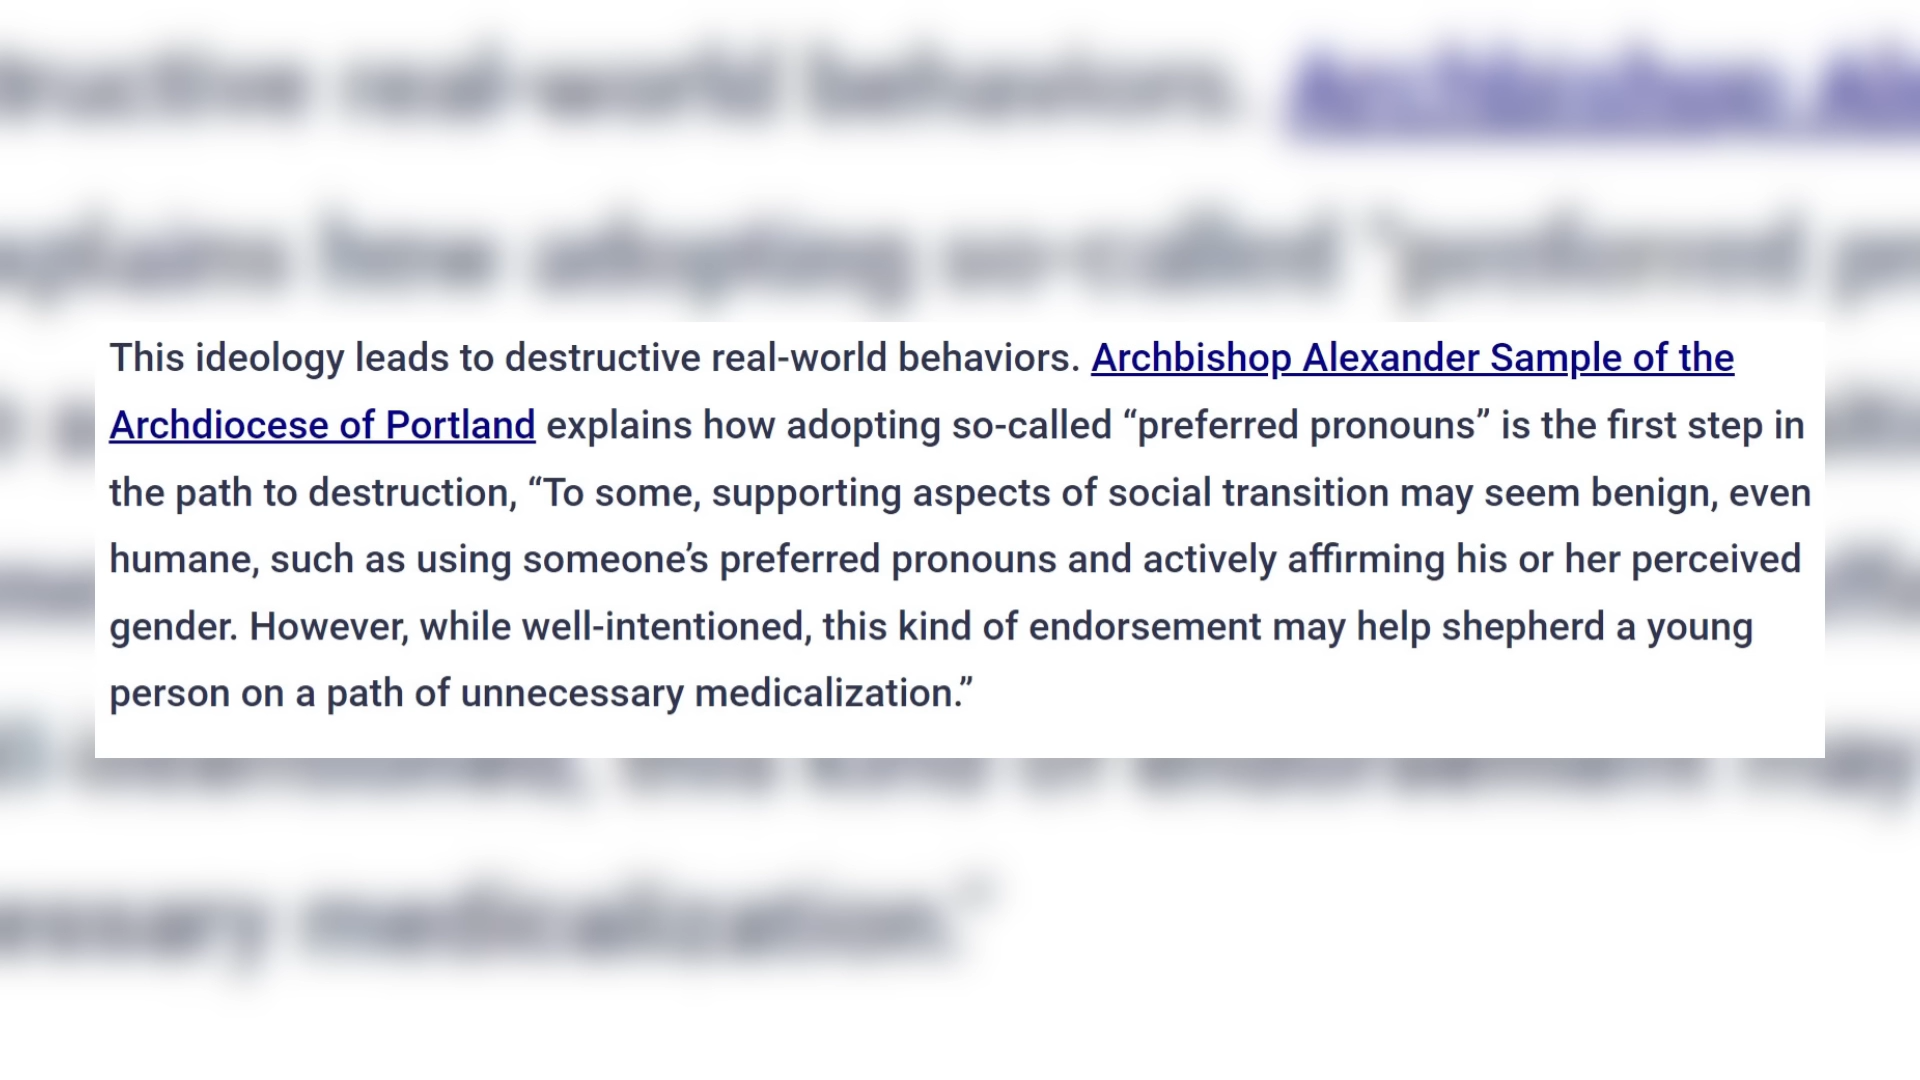 This ideology leads to destructive real-world behaviors. Archbishop Alexander Sample of the
Archdiocese of Portland explains how adopting so-called “preferred pronouns” is the first step in
the path to destruction, “To some, supporting aspects of social transition may seem benign, even
humane, such as using someone’s preferred pronouns and actively affirming his or her perceived
gender. However, while well-intentioned, this kind of endorsement may help shepherd a young
person on a path of unnecessary medicalization.”